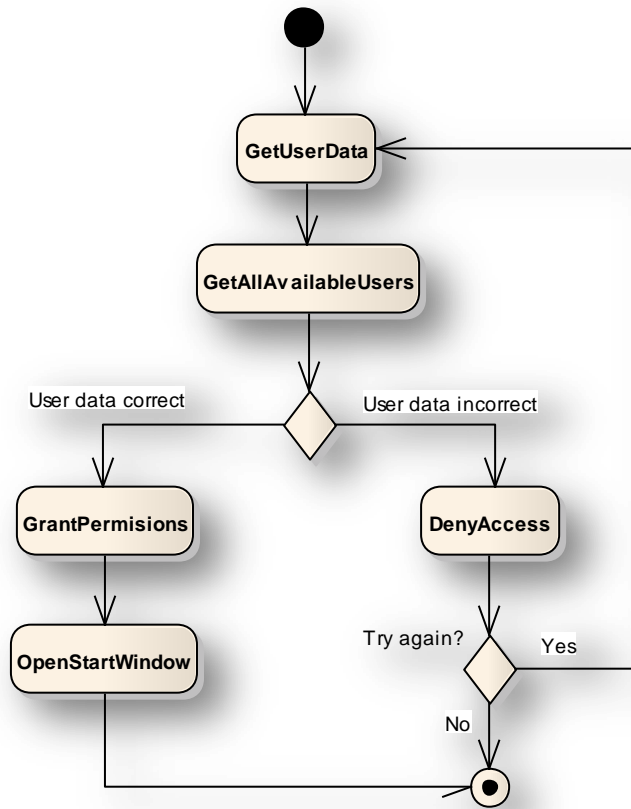 GetUserData
GetAllAvailableUsers
User data correct
User data incorrect
GrantPermisions
DenyAccess
OpenStartWindow
Try again?
Yes
No